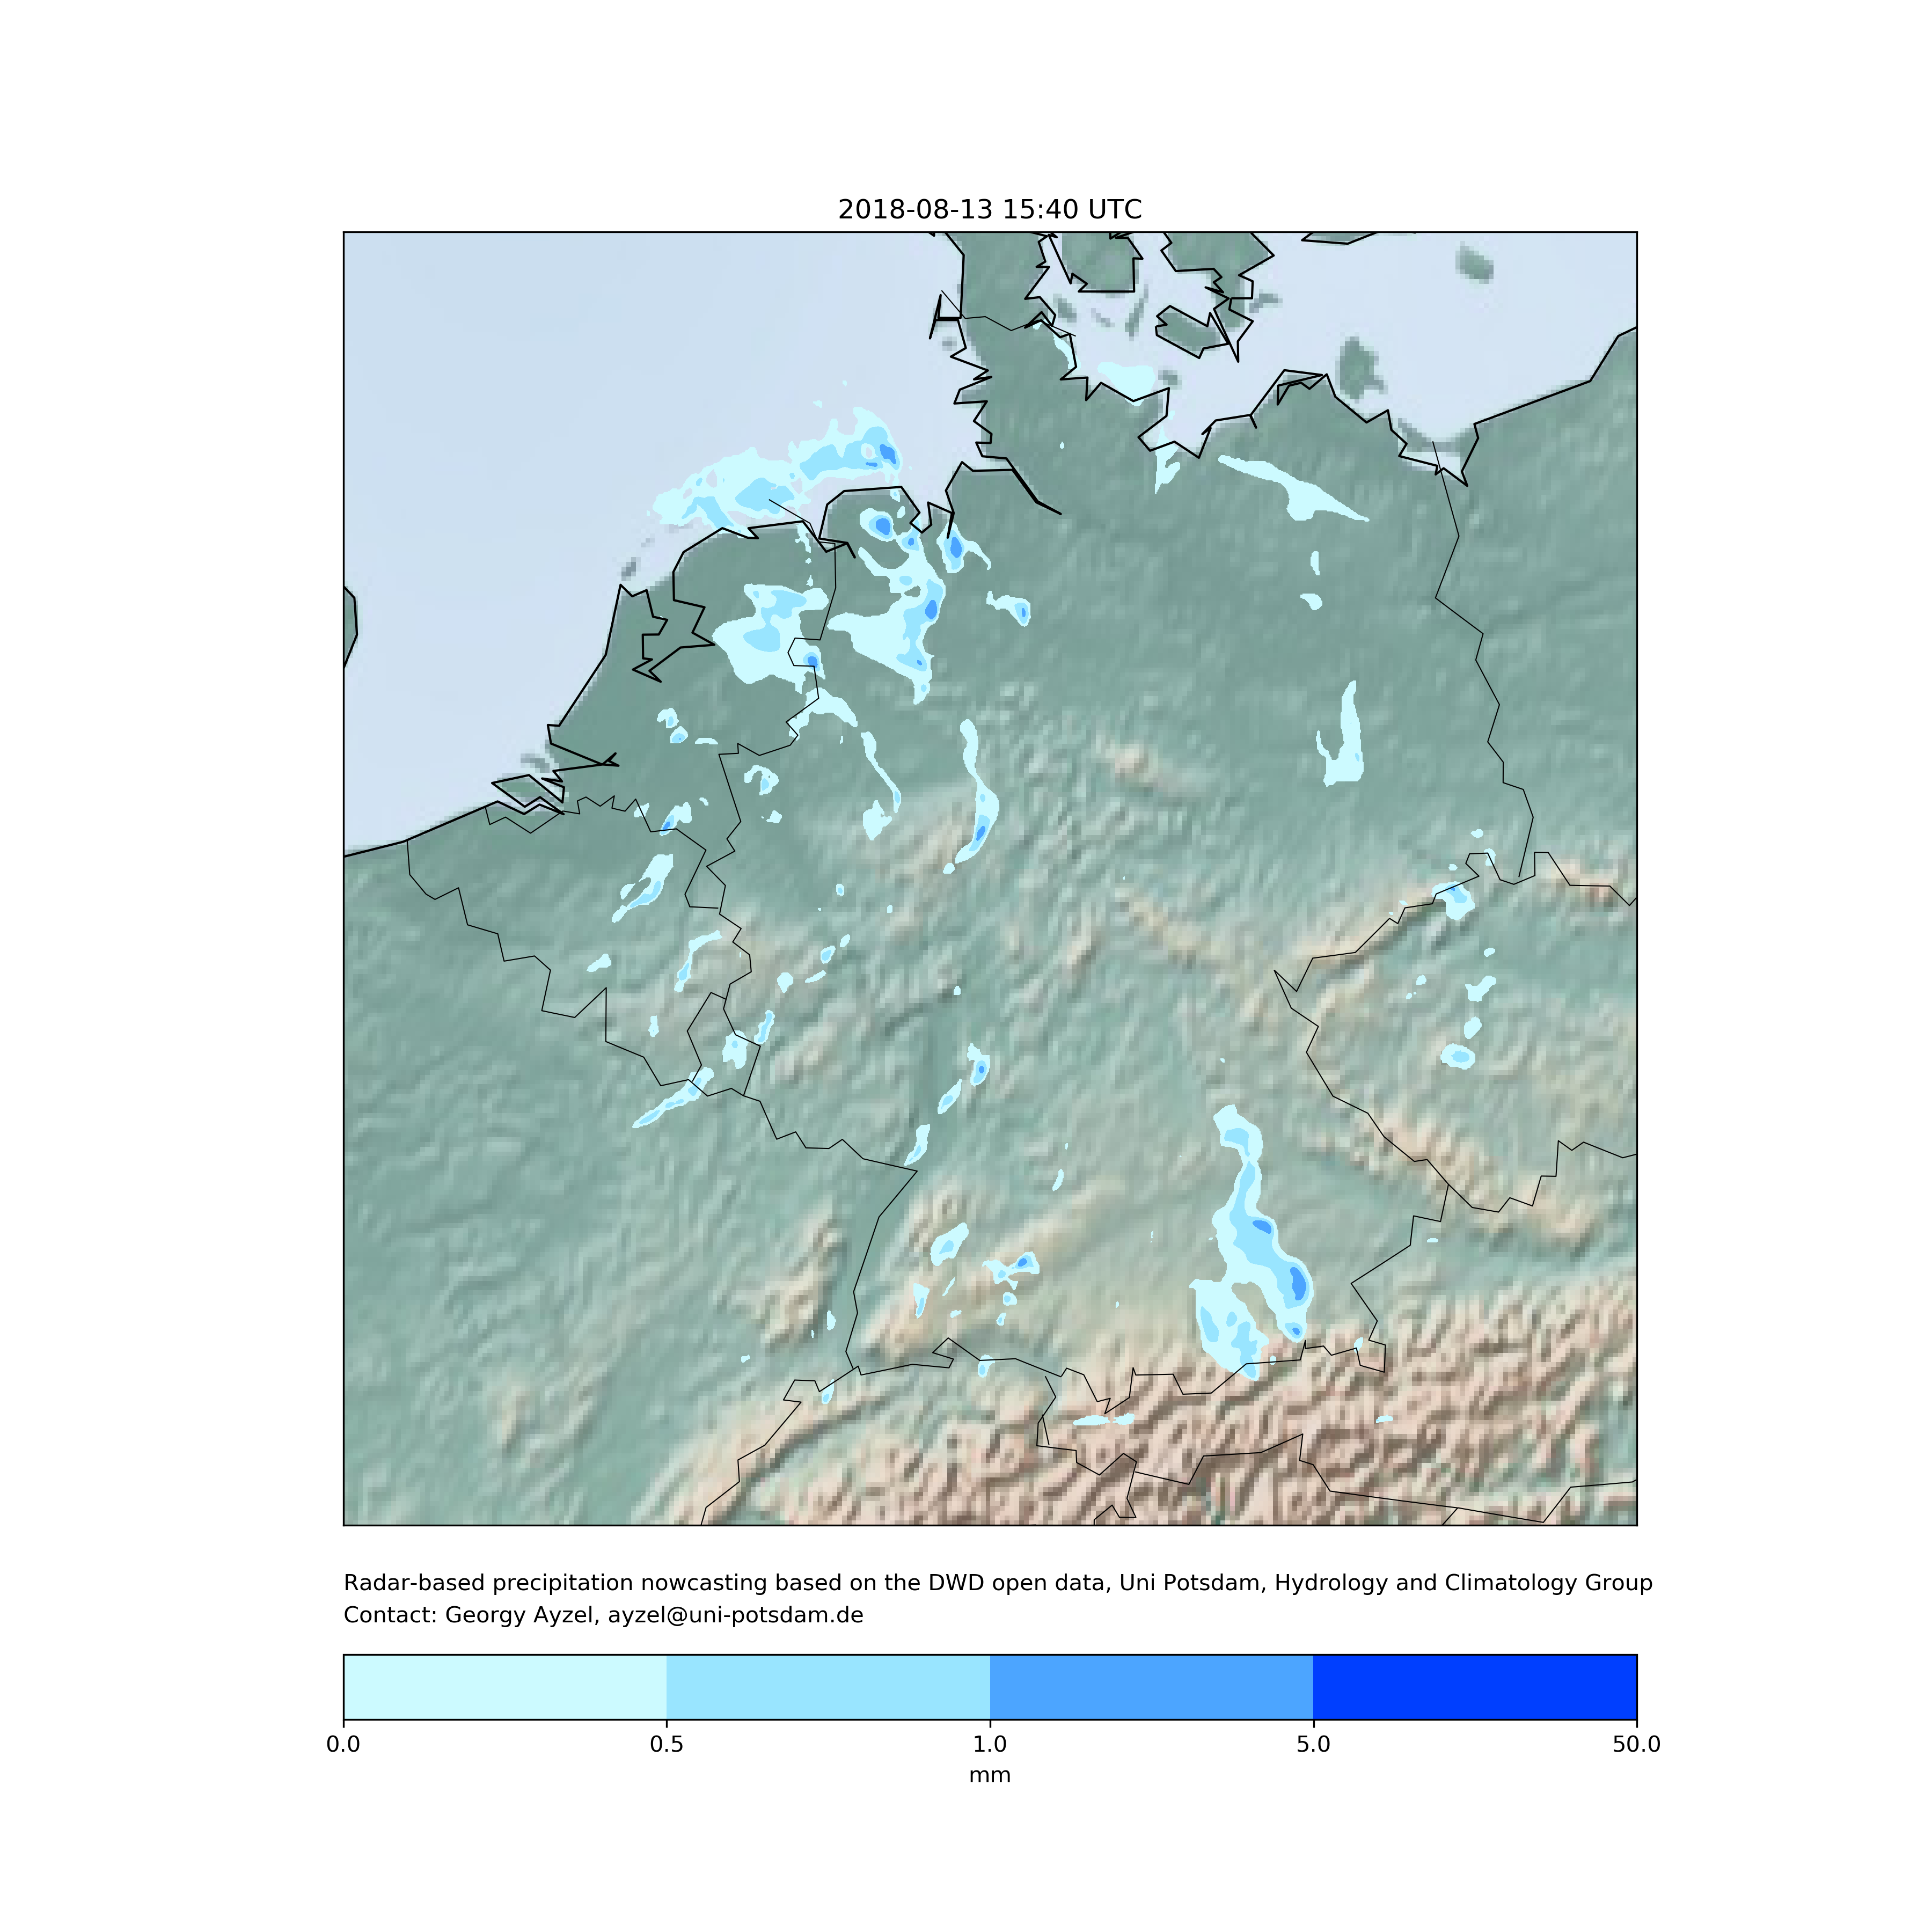 2018-08-13 15:40 UTC
Radar-based precipitation nowcasting based on the DWD open data, Uni Potsdam, Hydrology and Climatology Group
Contact: Georgy Ayzel, ayzel@uni-potsdam.de
0.0 0.5 1.0 5.0 50.0
mm